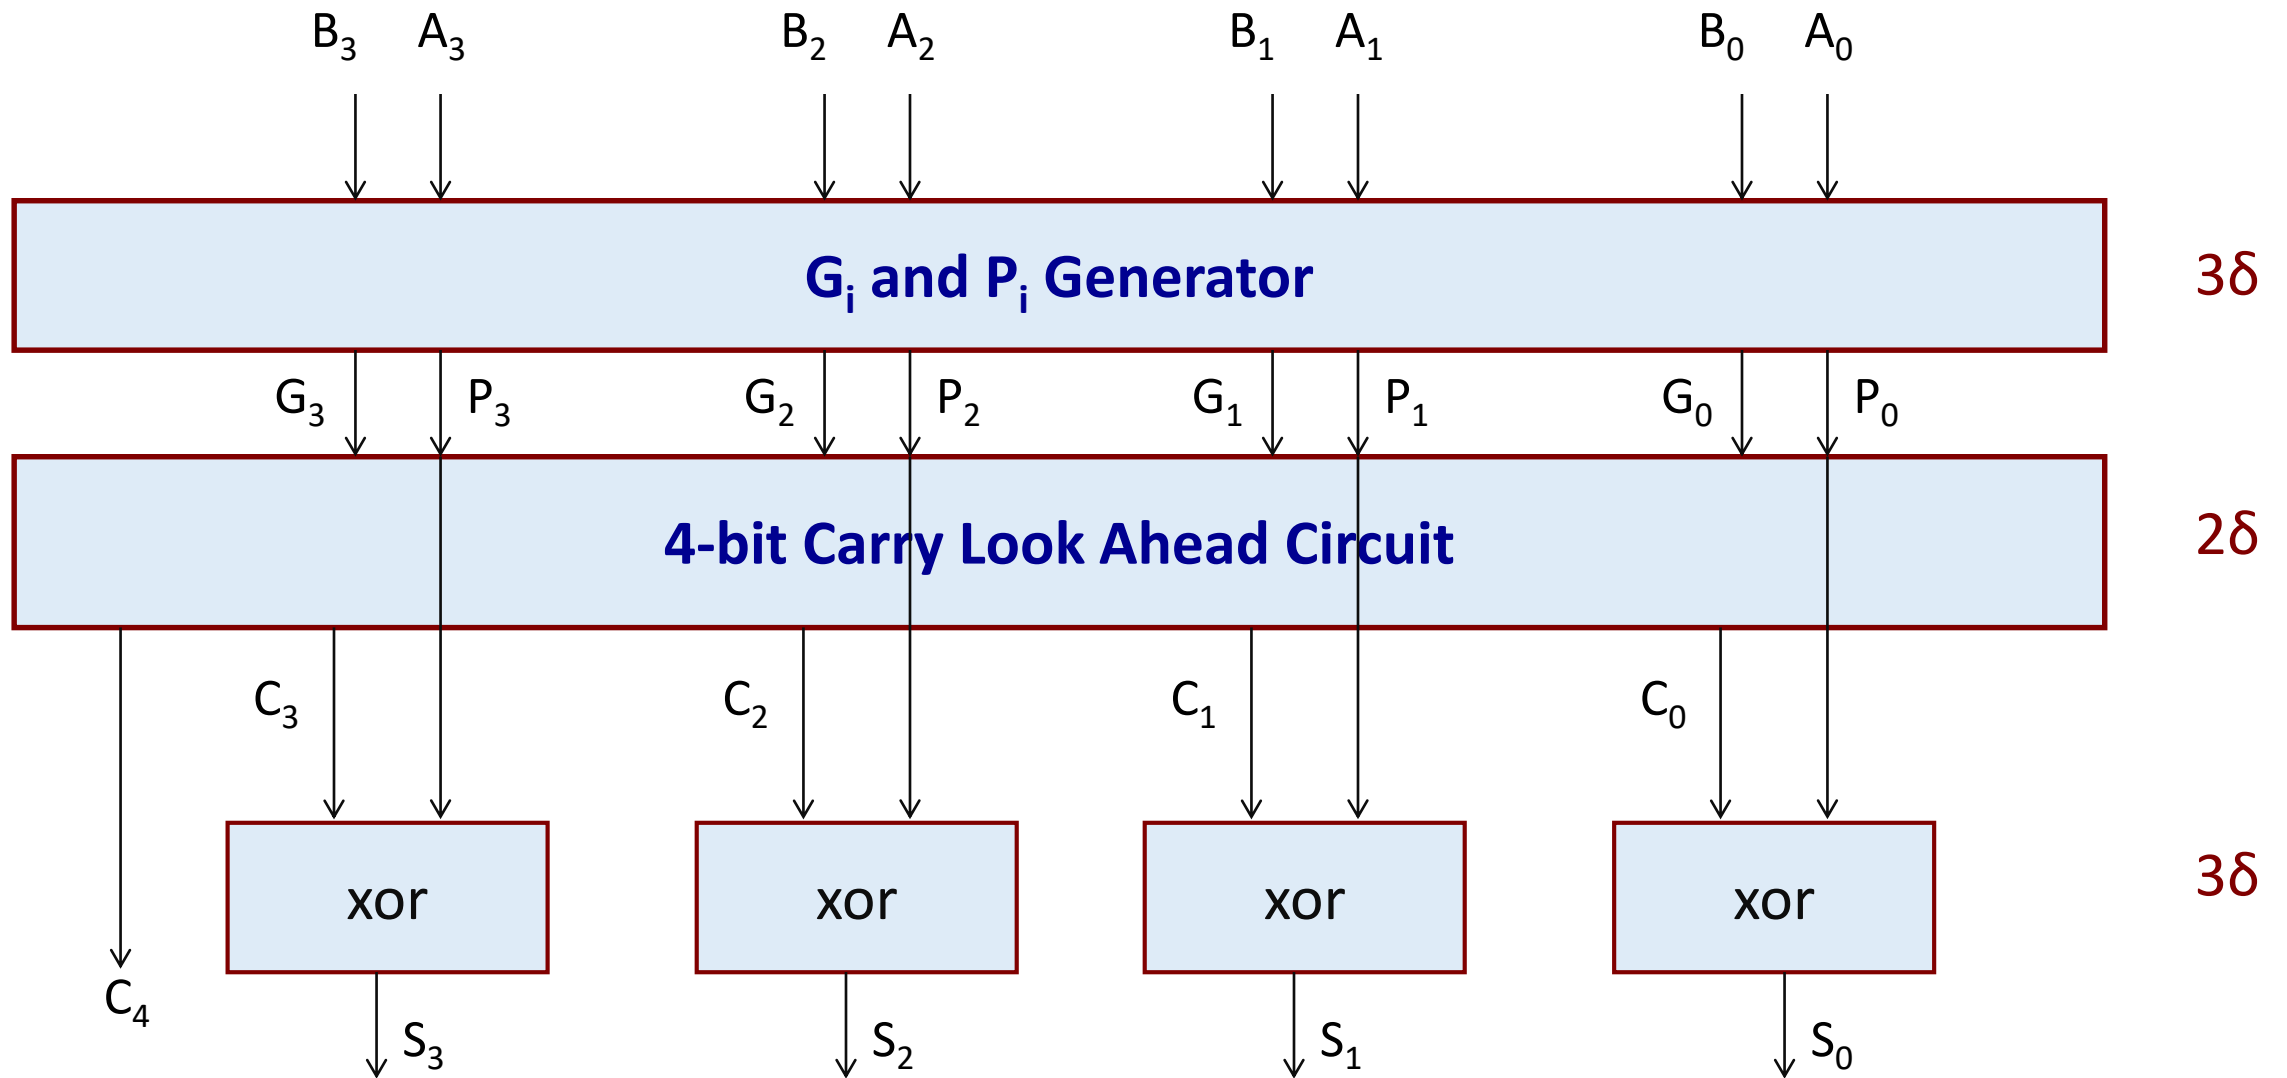 B3 A3 B2 A2 B1 A1 B0 A0
Gi and Pi Generator 3δ
G3 P3 G2 P2 G1 P1 G0 P0
4-bit Carry Look Ahead Circuit 2δ
C3 C2 C1 C0
xor xor xor xor 3δ
C4
S3 S2 S1 S0